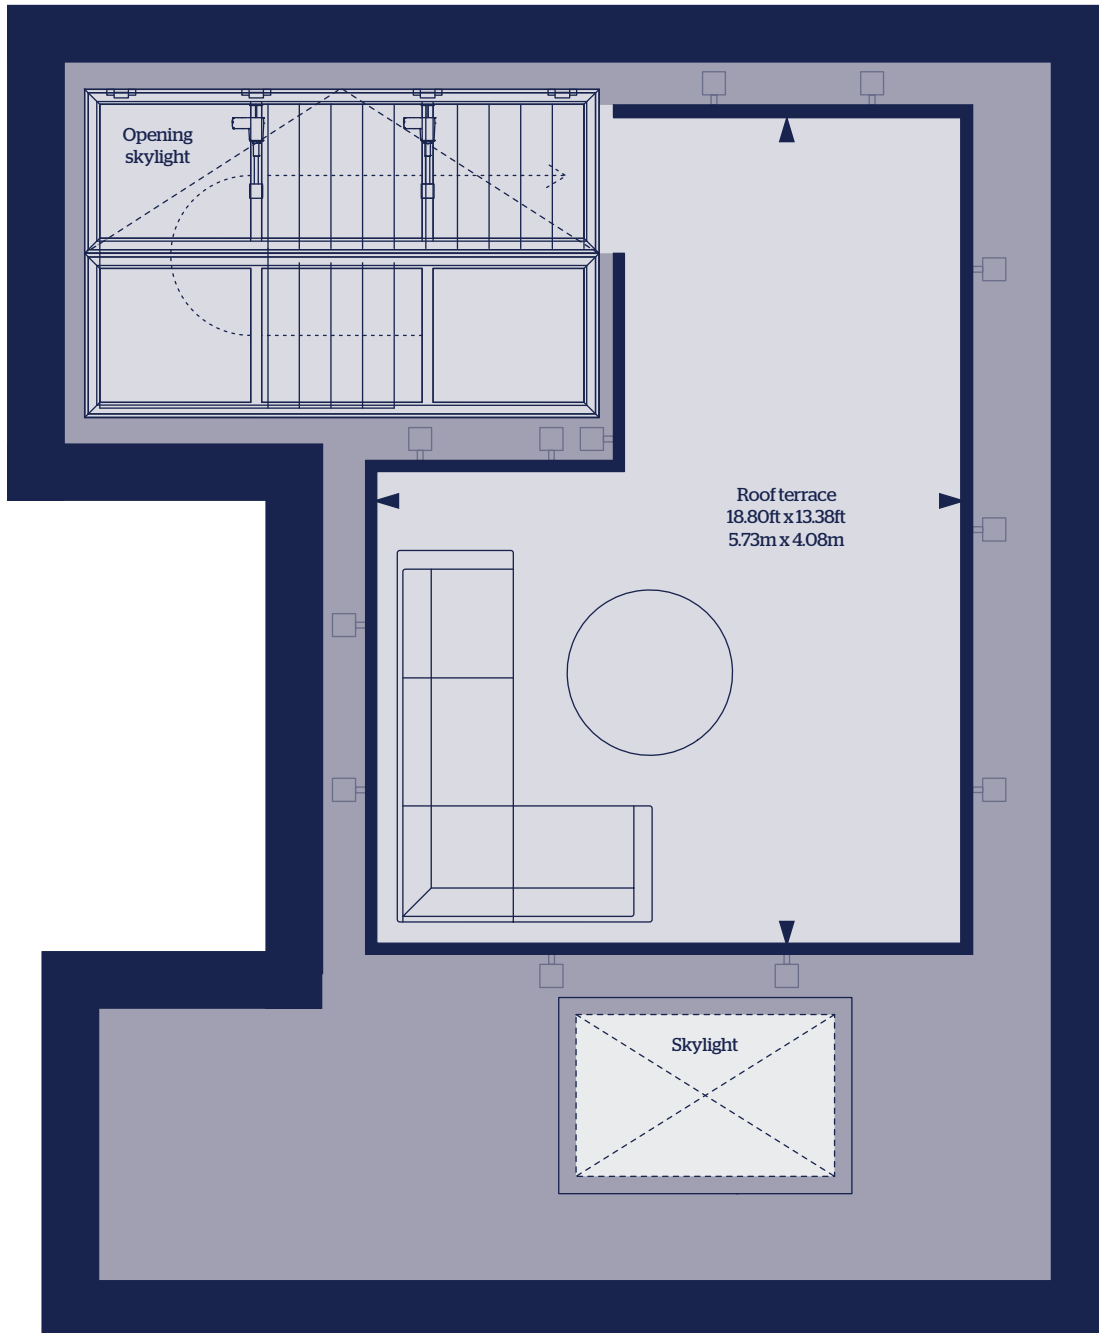 Opening
skylight
Roof terrace
18.80ft x 13.38ft
5.73m x 4.08m
Skylight